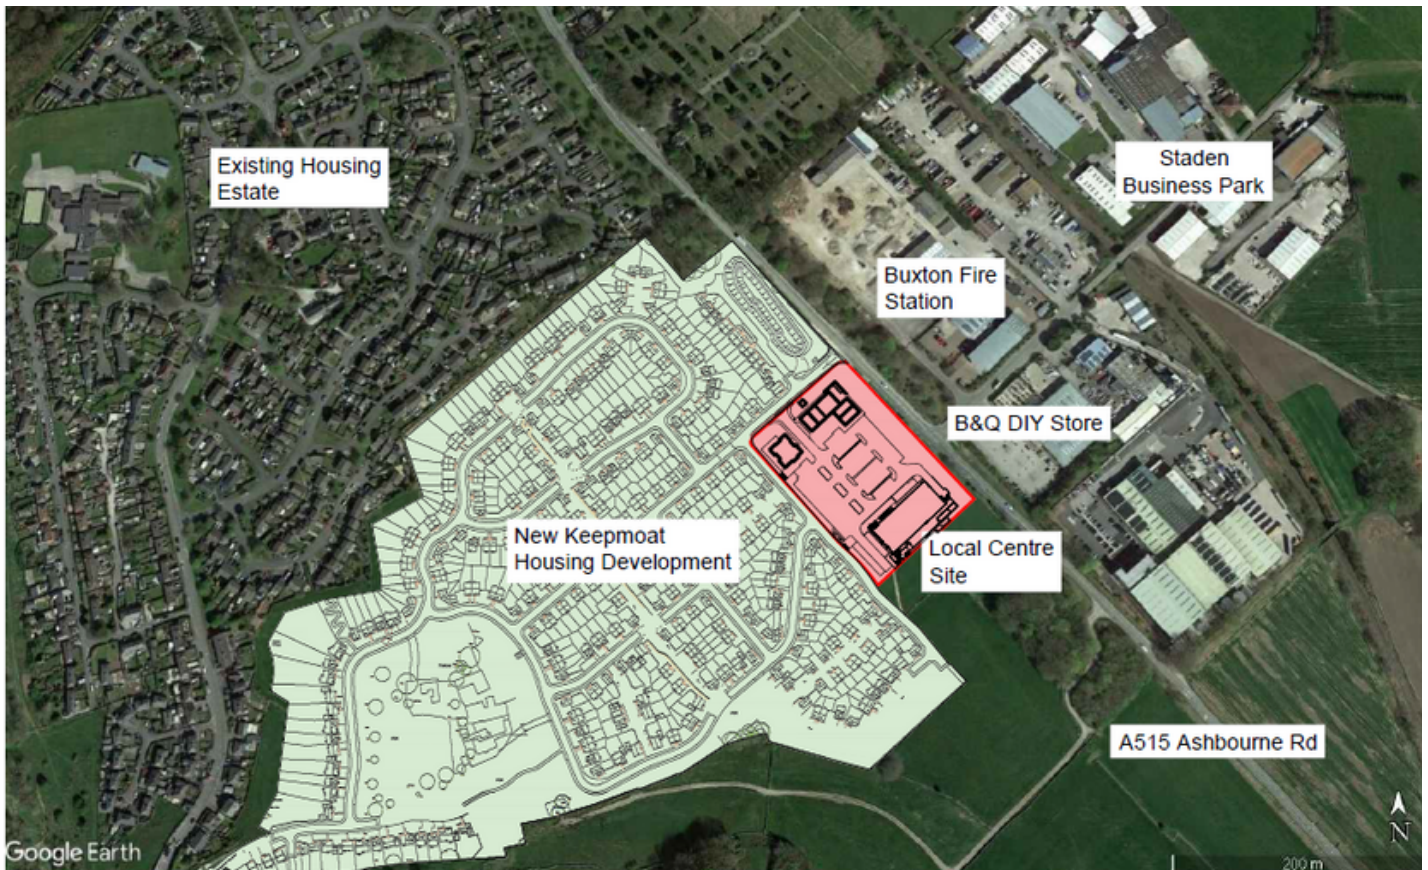 Existing Housing
Estate
Staden
Business Park
Buxton Fire
Station
B&Q DIY Store
New Keepmoat
Housing Development
Local Centre
Site
A515 Ashbourne Rd
N
Google Earth
200 m